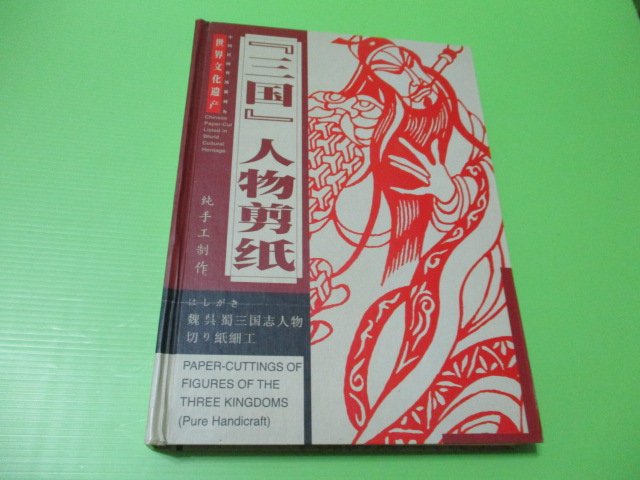 世界文化遗产
Chinese
Paper-Cut
Listed in
World
Cultural
Heritage
『三国』人物剪纸
纯手工制作
はしがき
魏呉蜀三国志人物
切り紙細工
PAPER-CUTTINGS OF
FIGURES OF THE
THREE KINGDOMS
(Pure Handicraft)